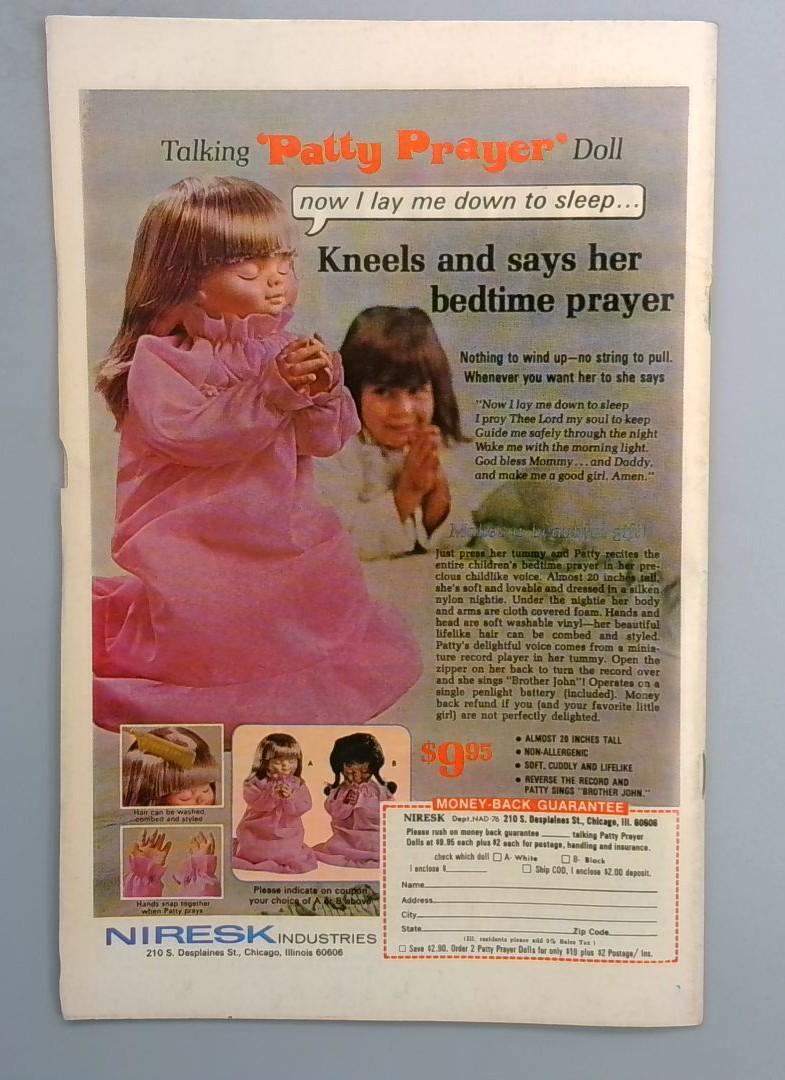 Talking 'Patty Prayer' Doll
now I lay me down to sleep...
Kneels and says her
bedtime prayer
Nothing to wind up—no string to pull.
Whenever you want her to she says
"Now I lay me down to sleep
I pray Thee Lord my soul to keep
Guide me safely through the night
Wake me with the morning light.
God bless Mommy...and Daddy,
and make me a good girl. Amen."
Makes a beautiful gift!
Just press her tummy and Patty recites the
entire children's bedtime prayer in her pre-
cious childlike voice. Almost 20 inches tall,
she's soft and lovable and dressed in a silken
nylon nightie. Under the nightie her body
and arms are cloth covered foam. Hands and
head are soft washable vinyl—her beautiful
lifelike hair can be combed and styled.
Patty's delightful voice comes from a minia-
ture record player in her tummy. Open the
zipper on her back to turn the record over
and she sings "Brother John"! Operates on a
single penlight battery (included). Money
back refund if you (and your favorite little
girl) are not perfectly delighted.
$9.95
• ALMOST 20 INCHES TALL
• NON-ALLERGENIC
• SOFT, CUDDLY AND LIFELIKE
• REVERSE THE RECORD AND
PATTY SINGS "BROTHER JOHN."
Hair can be washed,
combed and styled
Hands snap together
when Patty prays
A
B
Please indicate on coupon
your choice of A or B above
NIRESK INDUSTRIES
210 S. Desplaines St., Chicago, Illinois 60606
MONEY-BACK GUARANTEE
NIRESK Dept. NAD-76 210 S. Desplaines St., Chicago, Ill. 60606
Please rush on money back guarantee ____ talking Patty Prayer
Dolls at $9.95 each plus $2 each for postage, handling and insurance.
check which doll ☐ A- White ☐ B- Black
I enclose $____ ☐ Ship COD, I enclose $2.00 deposit.
Name
Address
City
State Zip Code
(Ill. residents please add 5% Sales Tax)
☐ Save $2.90. Order 2 Patty Prayer Dolls for only $19 plus $2 Postage/ Ins.